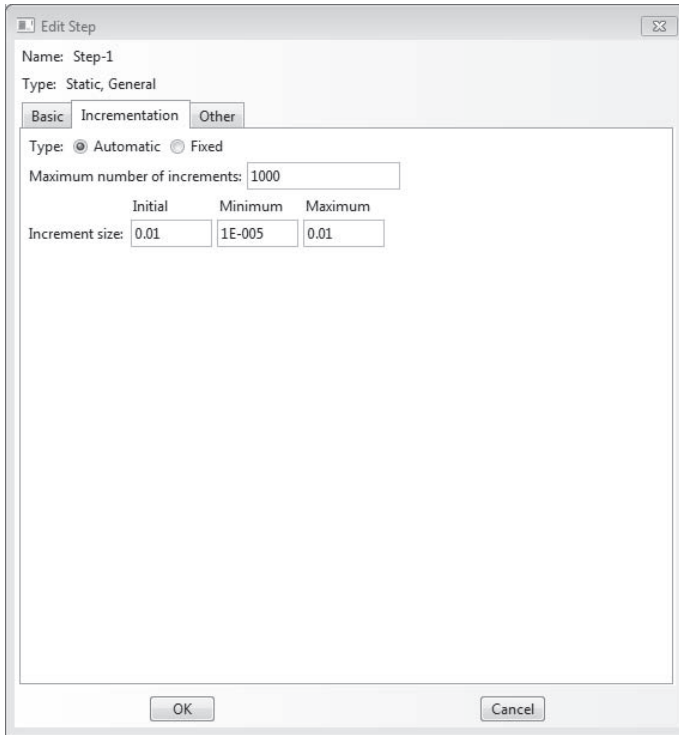 Edit Step
Name: Step-1
Type: Static, General
Basic Incrementation Other
Type: Automatic Fixed
Maximum number of increments: 1000
Initial Minimum Maximum
Increment size: 0.01 1E-005 0.01
OK Cancel